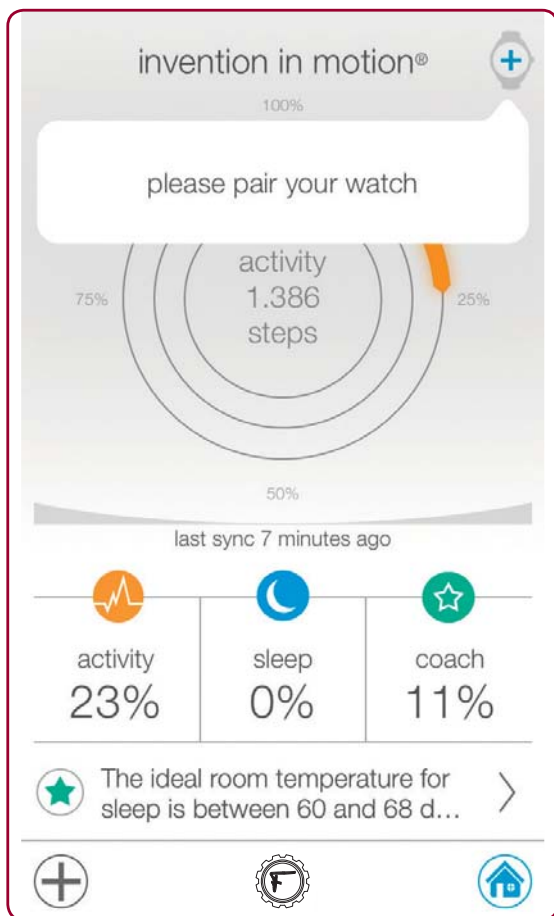 invention in motion®
100%
please pair your watch
activity
1.386
steps
75%
25%
50%
last sync 7 minutes ago
activity
23%
sleep
0%
coach
11%
The ideal room temperature for
sleep is between 60 and 68 d...
F